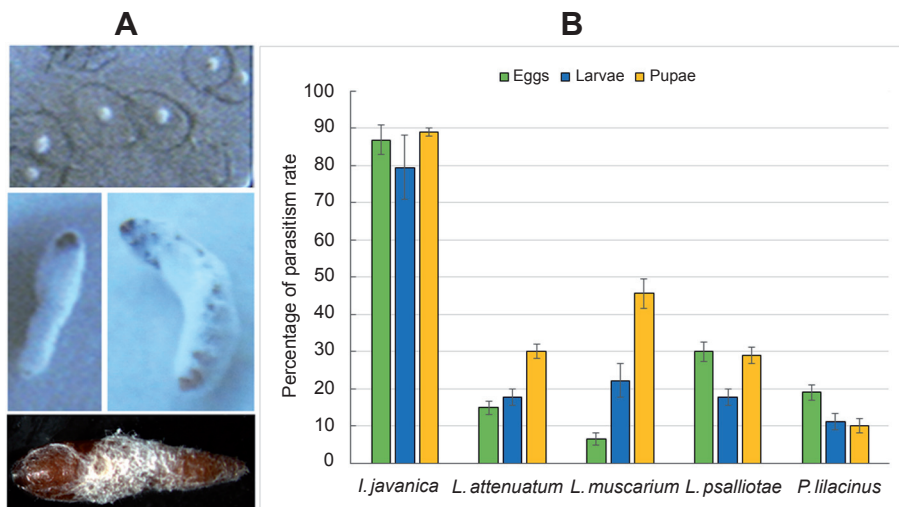 A
B
Eggs Larvae Pupae
Percentage of parasitism rate
100
90
80
70
60
50
40
30
20
10
0
I. javanica L. attenuatum L. muscarium L. psalliotae P. lilacinus